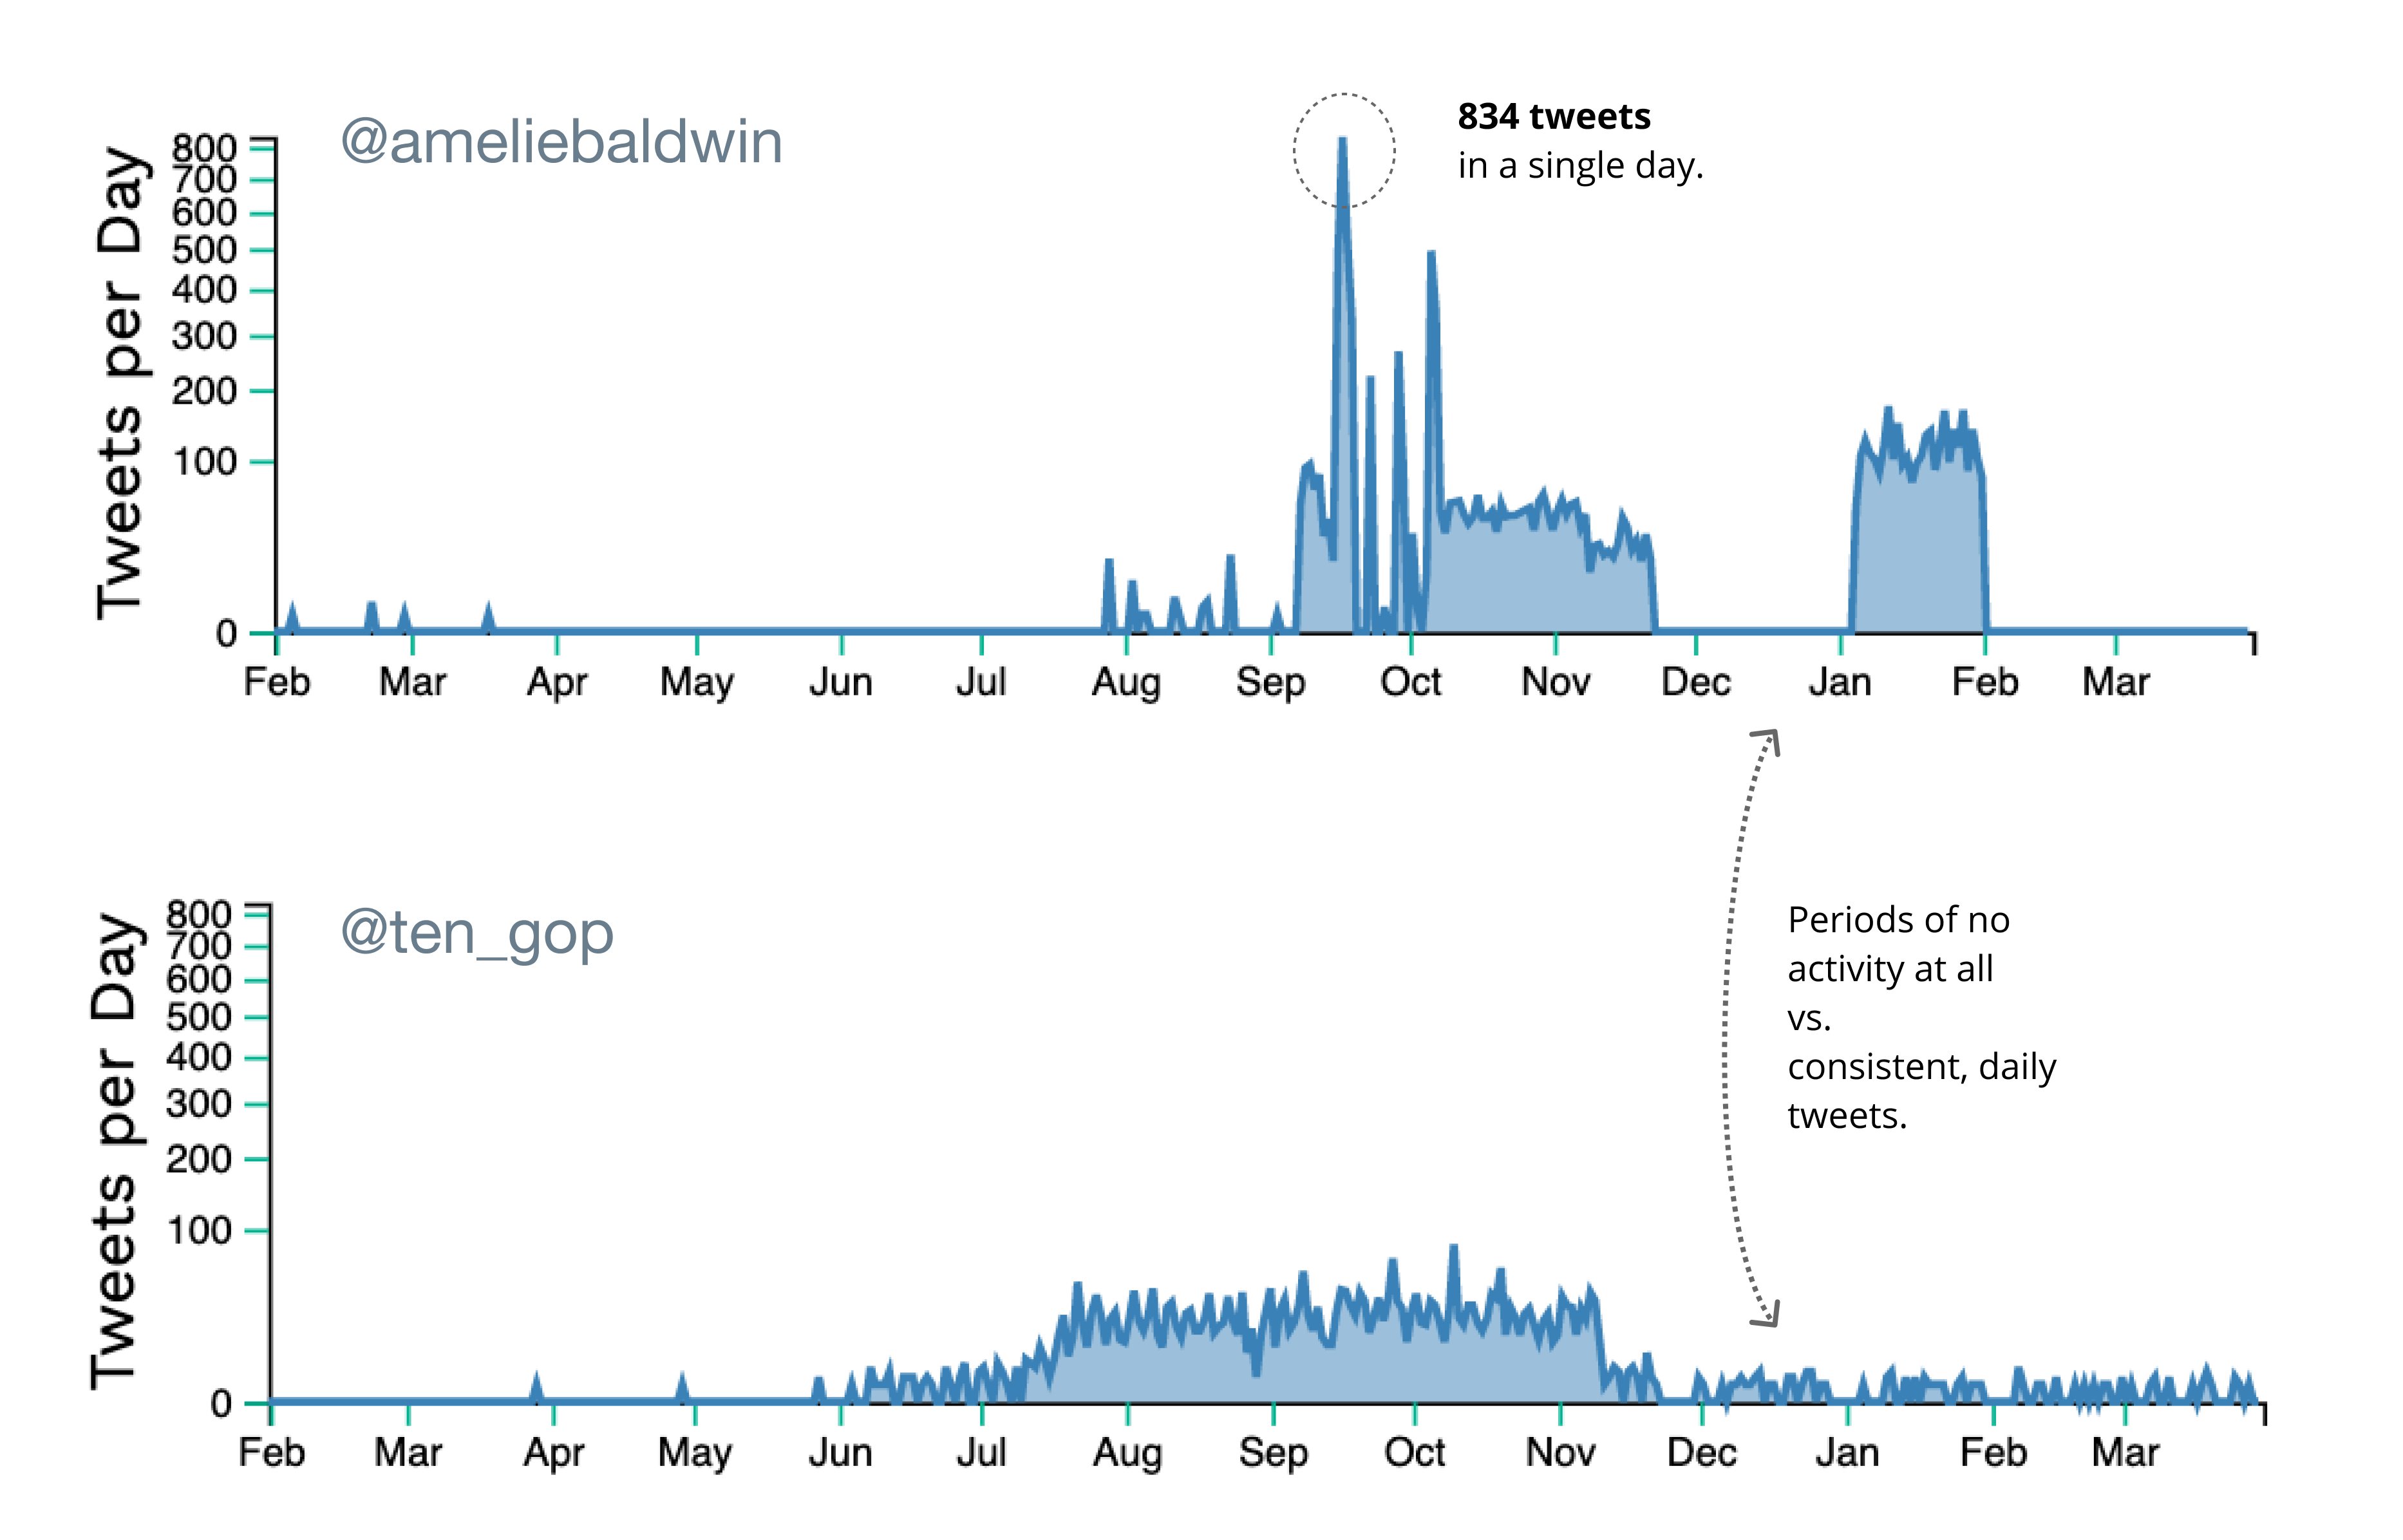 @ameliebaldwin
834 tweets
in a single day.
Tweets per Day
800
700
600
500
400
300
200
100
0
Feb Mar Apr May Jun Jul Aug Sep Oct Nov Dec Jan Feb Mar
@ten_gop
Periods of no
activity at all
vs.
consistent, daily
tweets.
Tweets per Day
800
700
600
500
400
300
200
100
0
Feb Mar Apr May Jun Jul Aug Sep Oct Nov Dec Jan Feb Mar